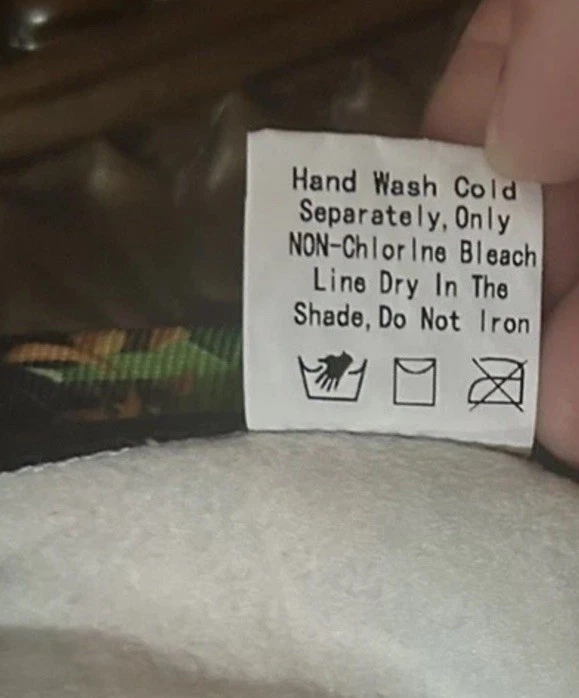 Hand Wash Cold
Separately, Only
NON-Chlorine Bleach
Line Dry In The
Shade, Do Not Iron